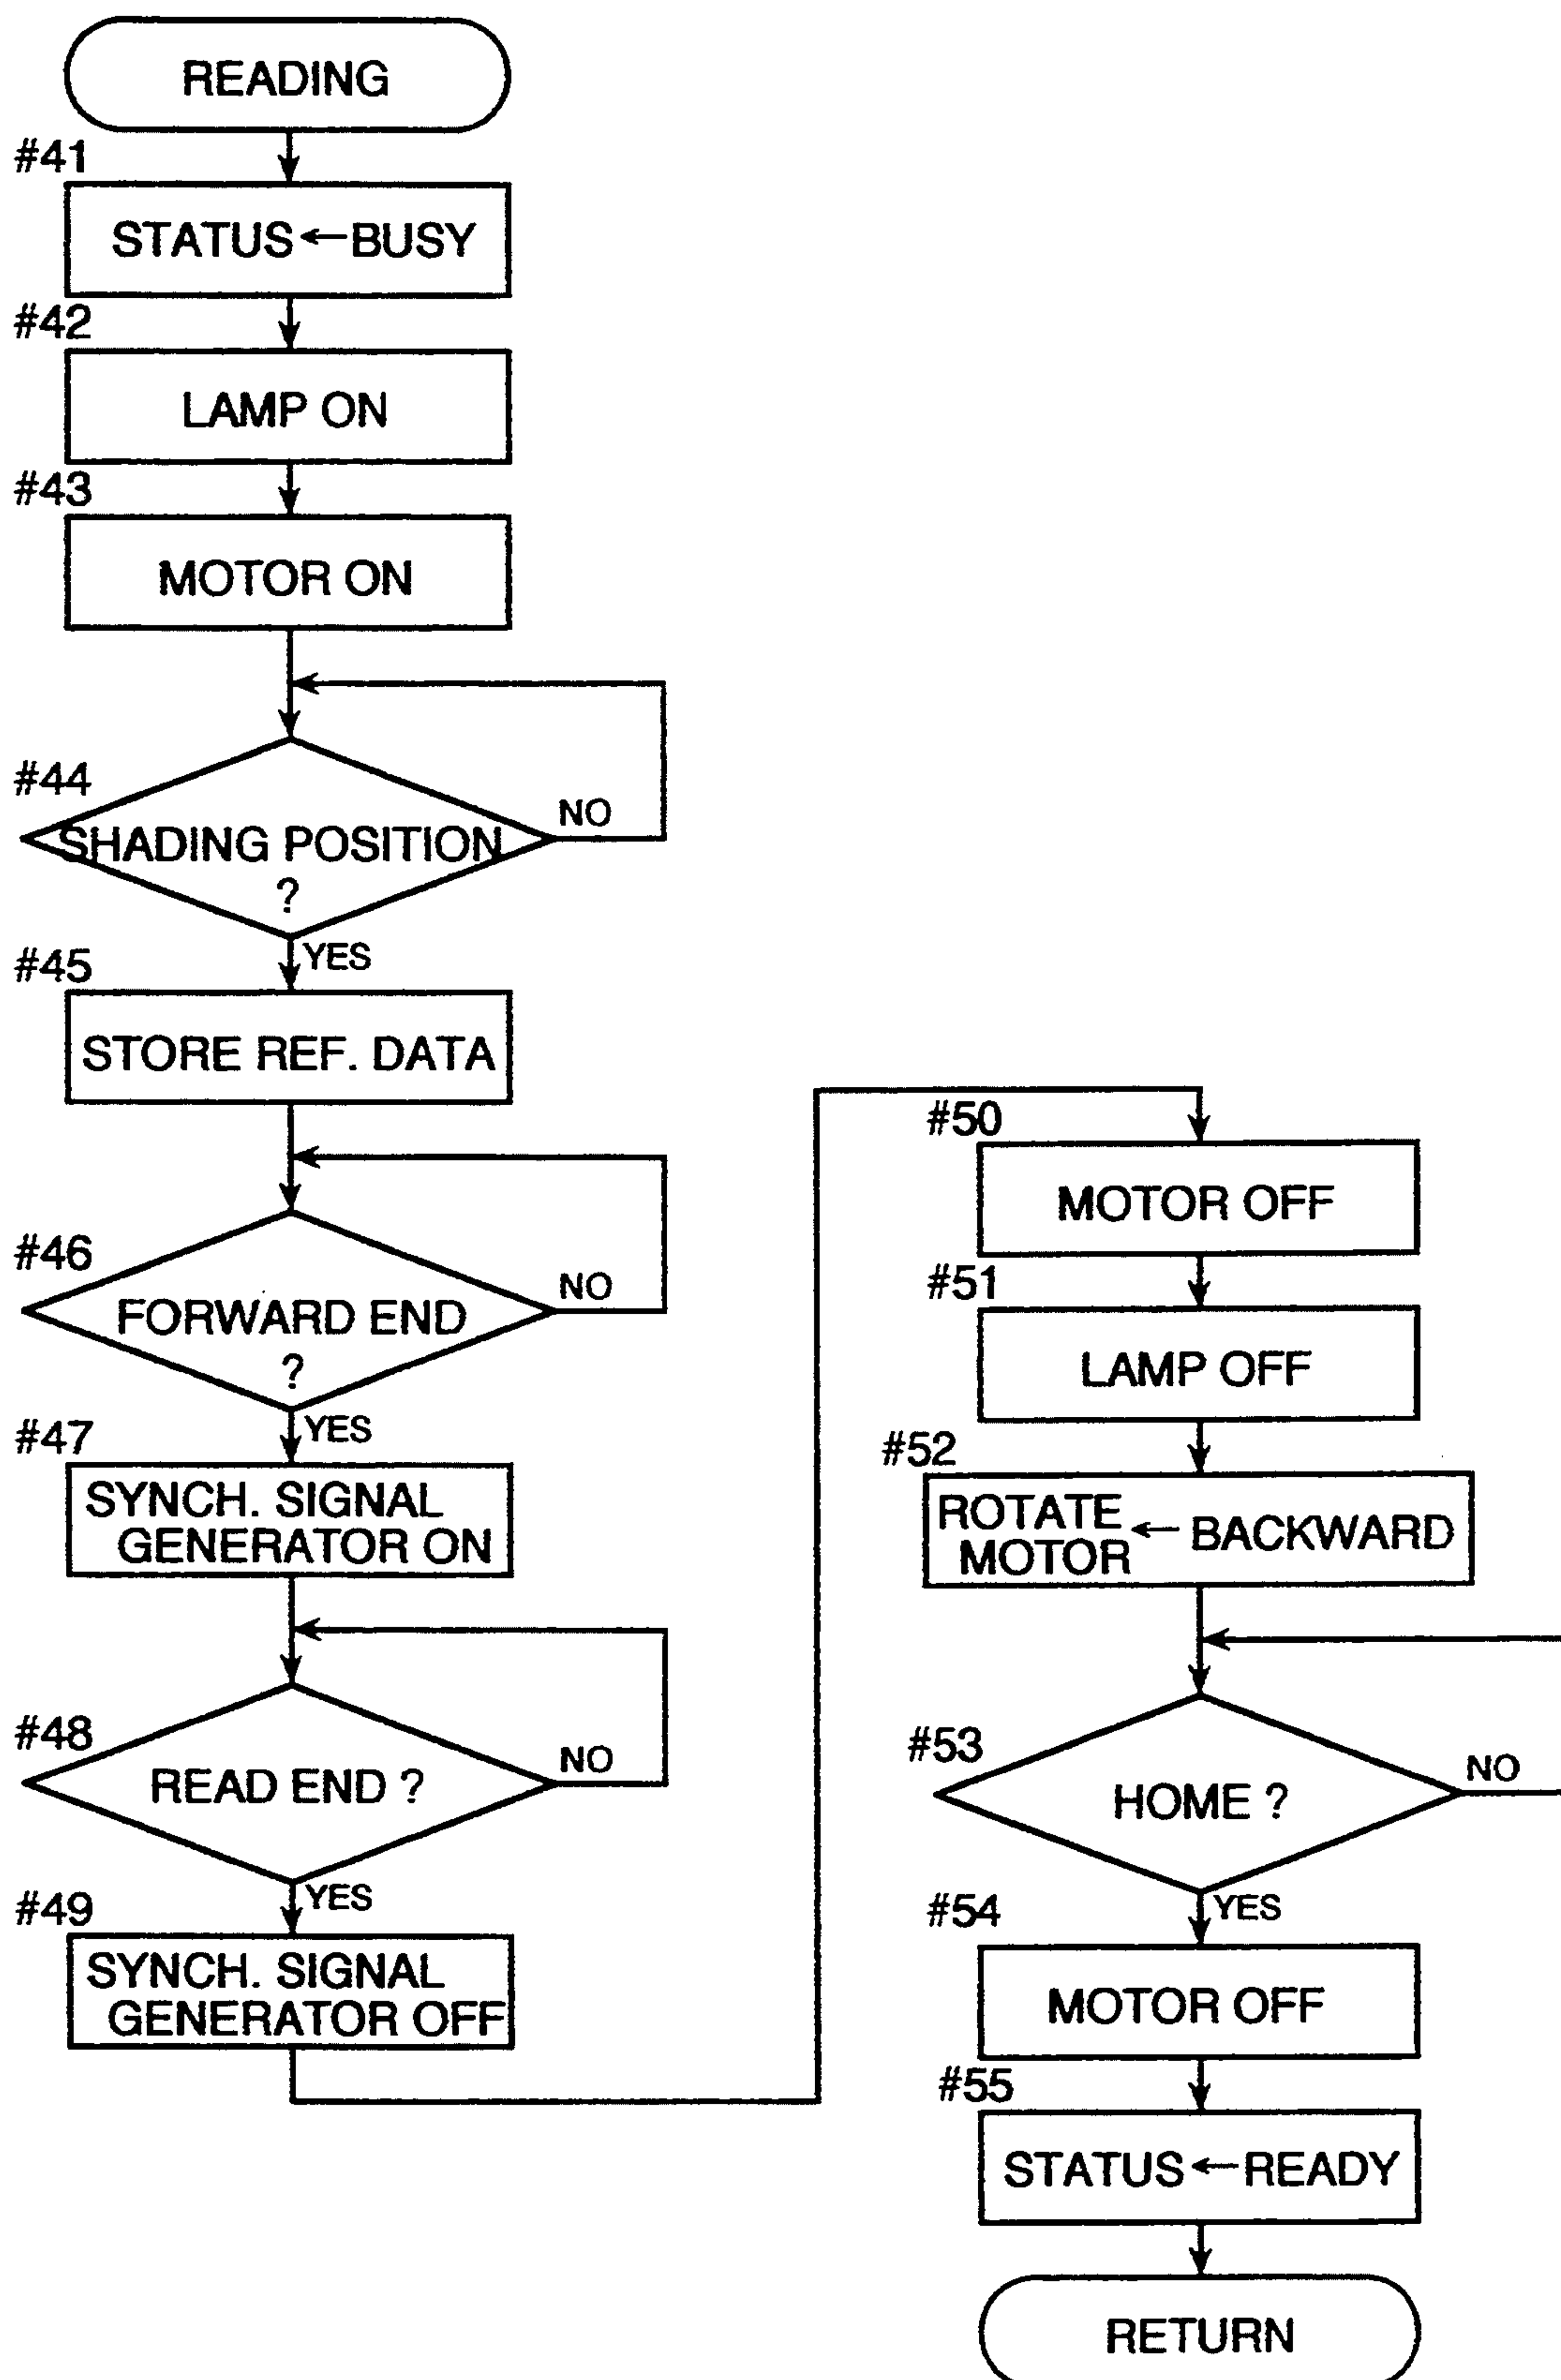 READING
#41
STATUS←BUSY
#42
LAMP ON
#43
MOTOR ON
#44
SHADING POSITION
?
NO
YES
#45
STORE REF. DATA
#46
FORWARD END
?
NO
YES
#47
SYNCH. SIGNAL
GENERATOR ON
#48
READ END ?
NO
YES
#49
SYNCH. SIGNAL
GENERATOR OFF
#50
MOTOR OFF
#51
LAMP OFF
#52
ROTATE
MOTOR ← BACKWARD
#53
HOME ?
NO
YES
#54
MOTOR OFF
#55
STATUS←READY
RETURN